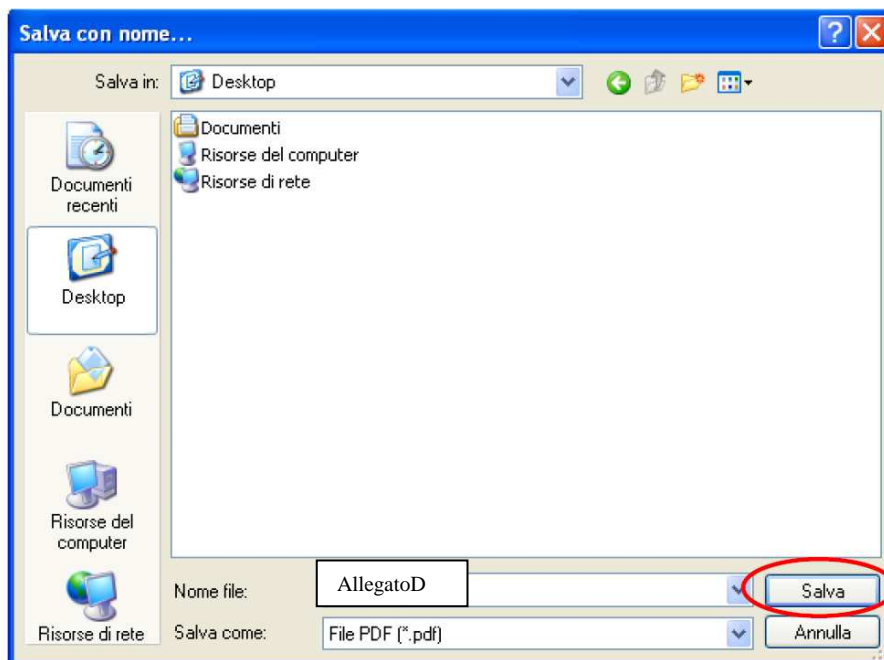 Salva con nome...
Salva in:
Desktop
Documenti
Risorse del computer
Risorse di rete
Documenti
recenti
Desktop
Documenti
Risorse del
computer
Risorse di rete
Nome file:
AllegatoD
Salva
Salva come:
File PDF (*.pdf)
Annulla